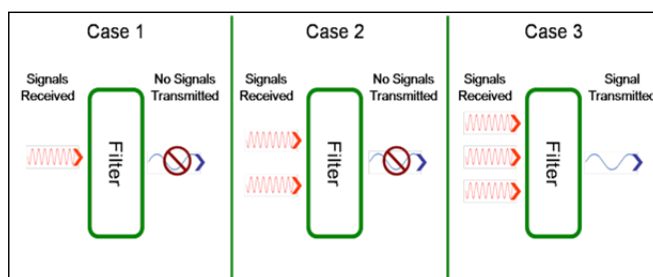 Case 1
Signals
Received
No Signals
Transmitted
Filter
Case 2
Signals
Received
No Signals
Transmitted
Filter
Case 3
Signals
Received
Signal
Transmitted
Filter